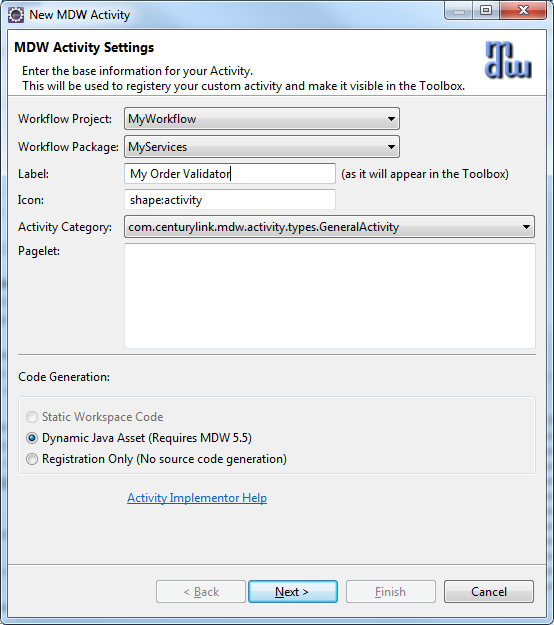 New MDW Activity
MDW Activity Settings
mdw
Enter the base information for your Activity.
This will be used to registery your custom activity and make it visible in the Toolbox.
Workflow Project: MyWorkflow
Workflow Package: MyServices
Label: My Order Validator (as it will appear in the Toolbox)
Icon: shape:activity
Activity Category: com.centurylink.mdw.activity.types.GeneralActivity
Pagelet:
Code Generation:
Static Workspace Code
Dynamic Java Asset (Requires MDW 5.5)
Registration Only (No source code generation)
Activity Implementor Help
< Back Next > Finish Cancel